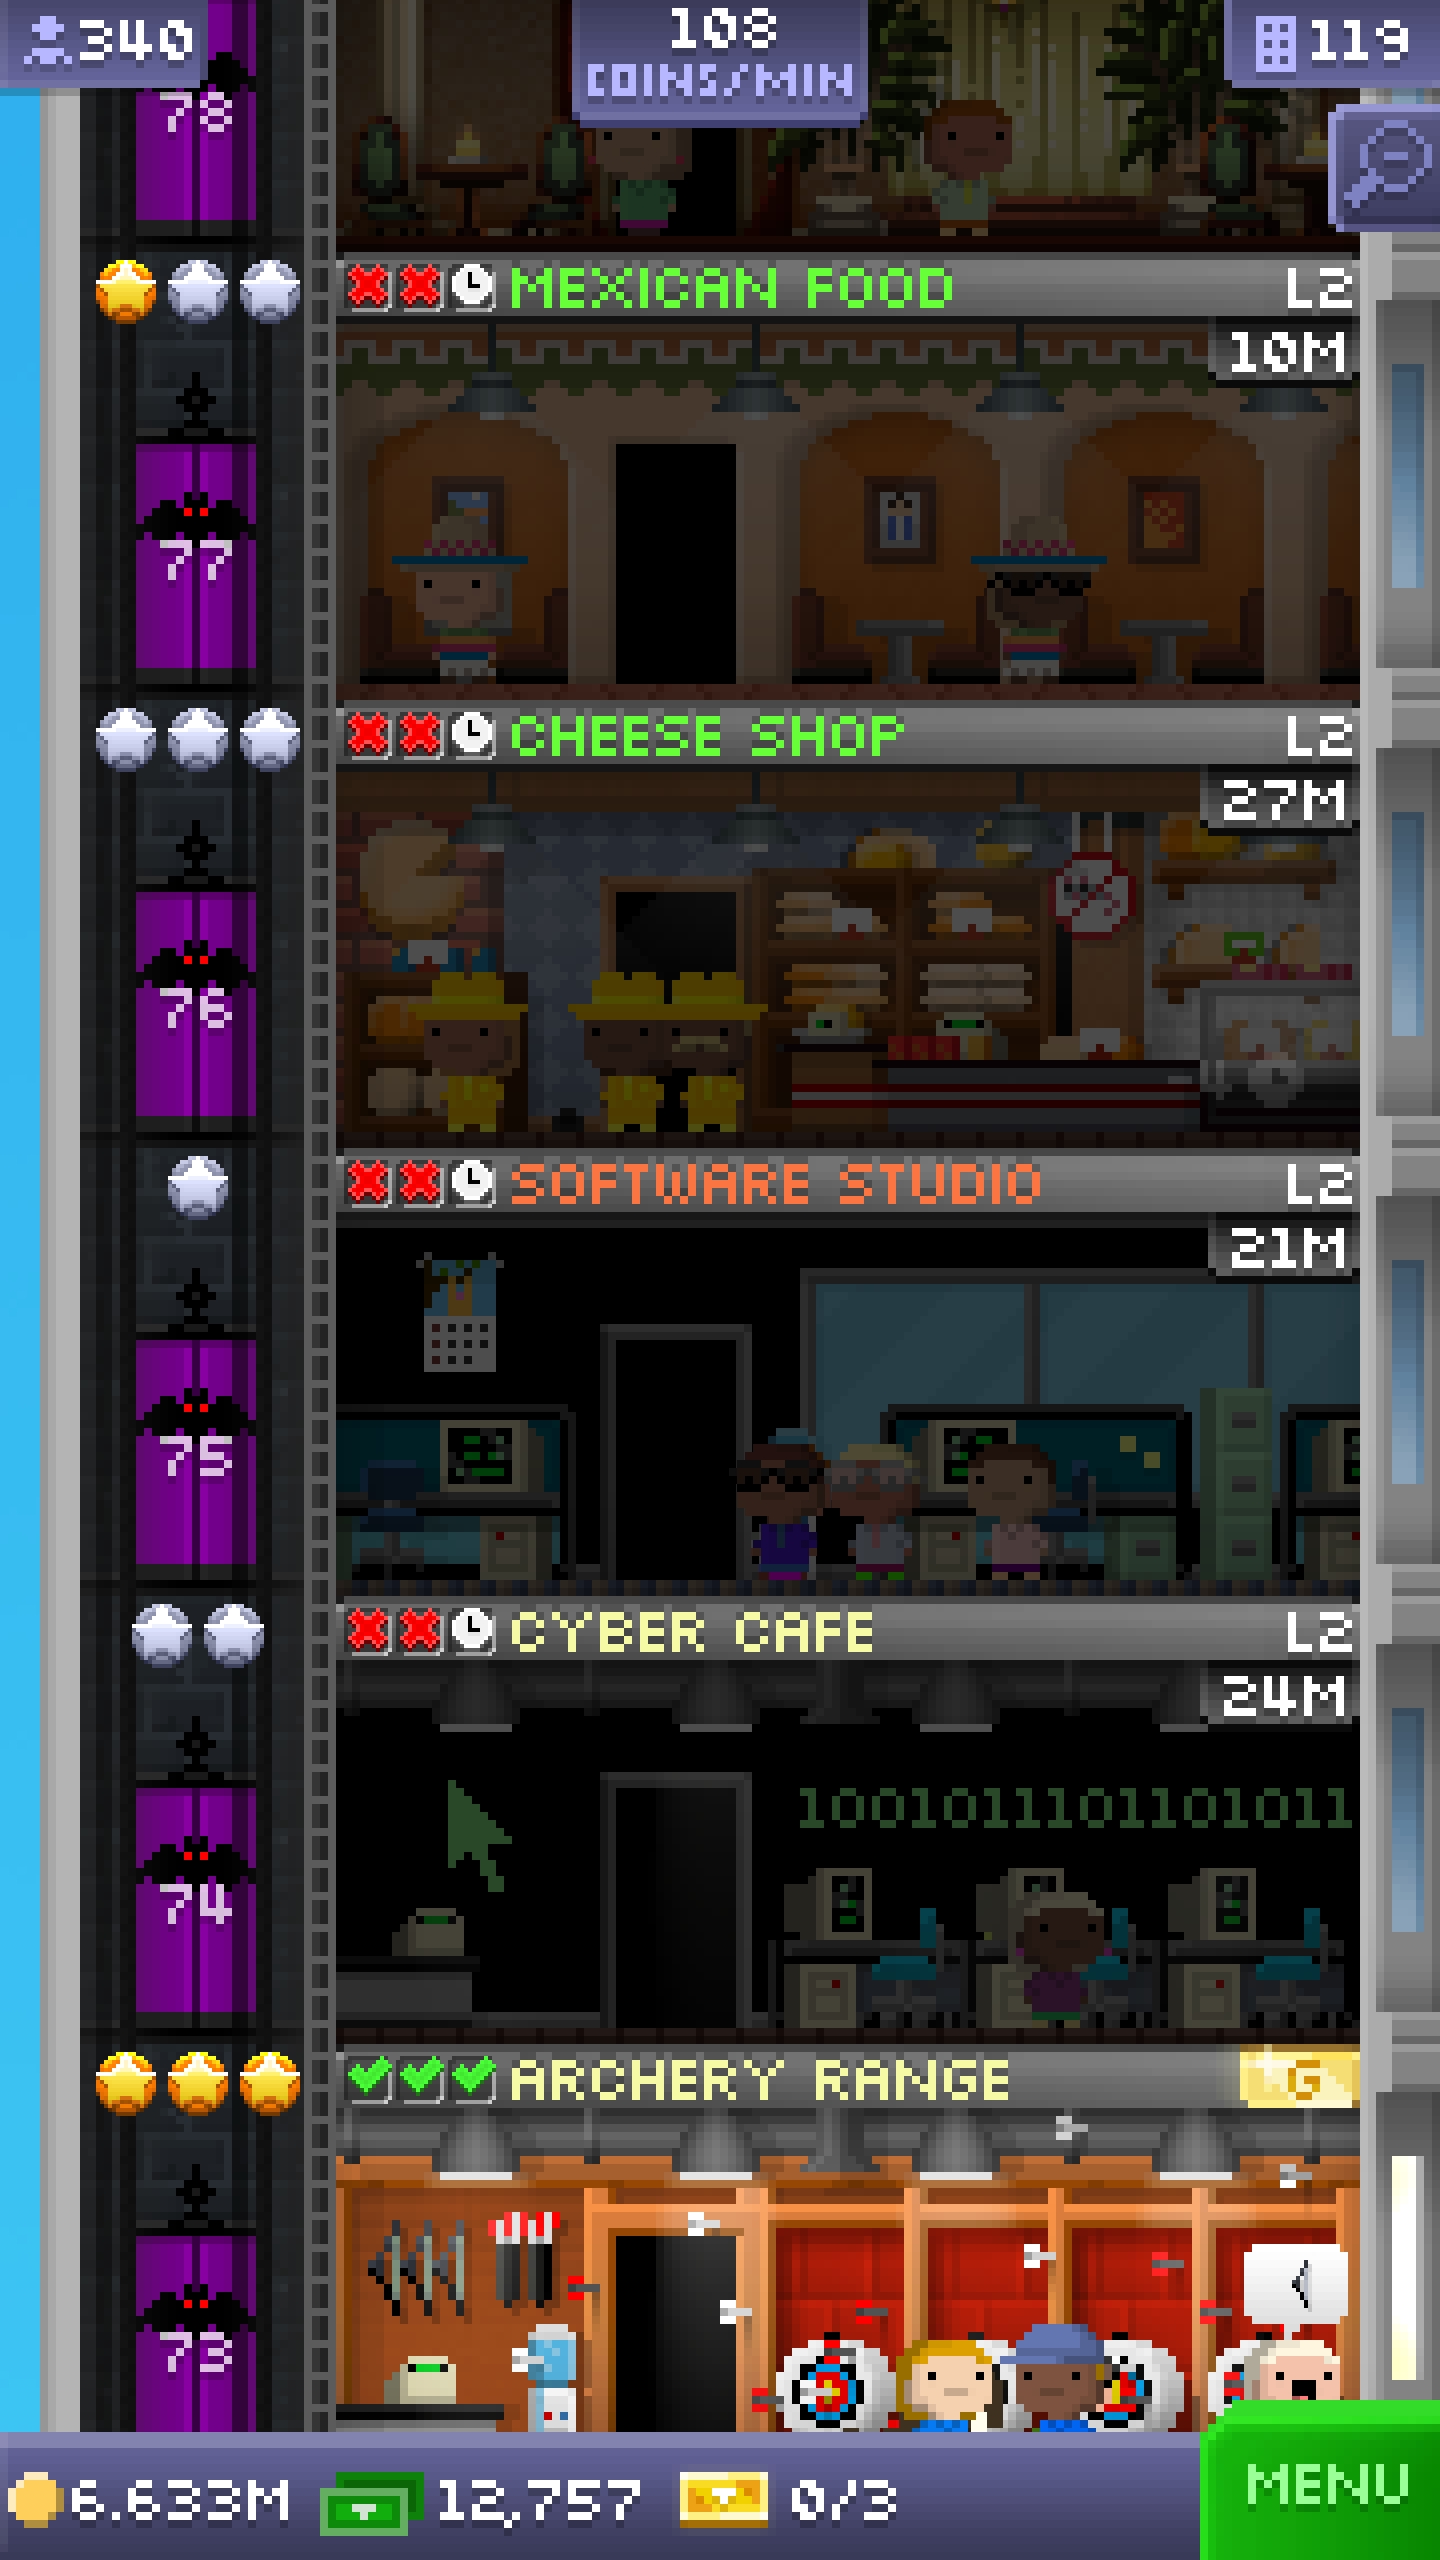 340
108
COINS/MIN
119
78
MEXICAN FOOD L2
10M
77
CHEESE SHOP L2
27M
76
SOFTWARE STUDIO L2
21M
75
CYBER CAFE L2
24M
1001011101101011
74
ARCHERY RANGE G
73
6.633M 12,757 0/3 MENU